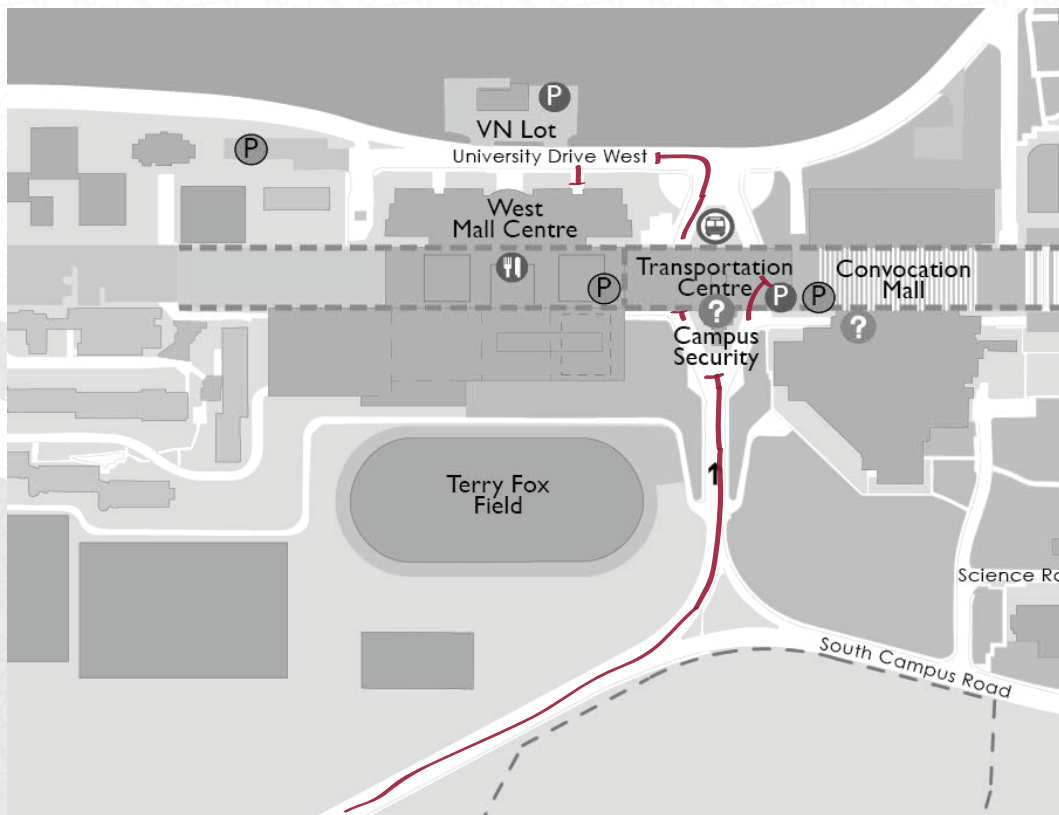 P
VN Lot
P
University Drive West
West
Mall Centre
Transportation
Centre
Convocation
Mall
P
P
P
?
?
Campus
Security
Terry Fox
Field
Science
South Campus Road